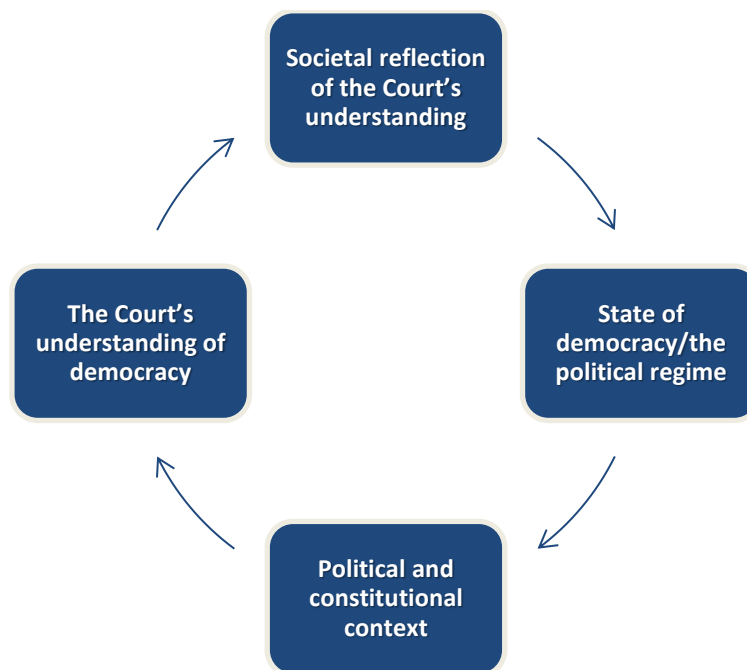 Societal reflection
of the Court’s
understanding
The Court’s
understanding of
democracy
State of
democracy/the
political regime
Political and
constitutional
context